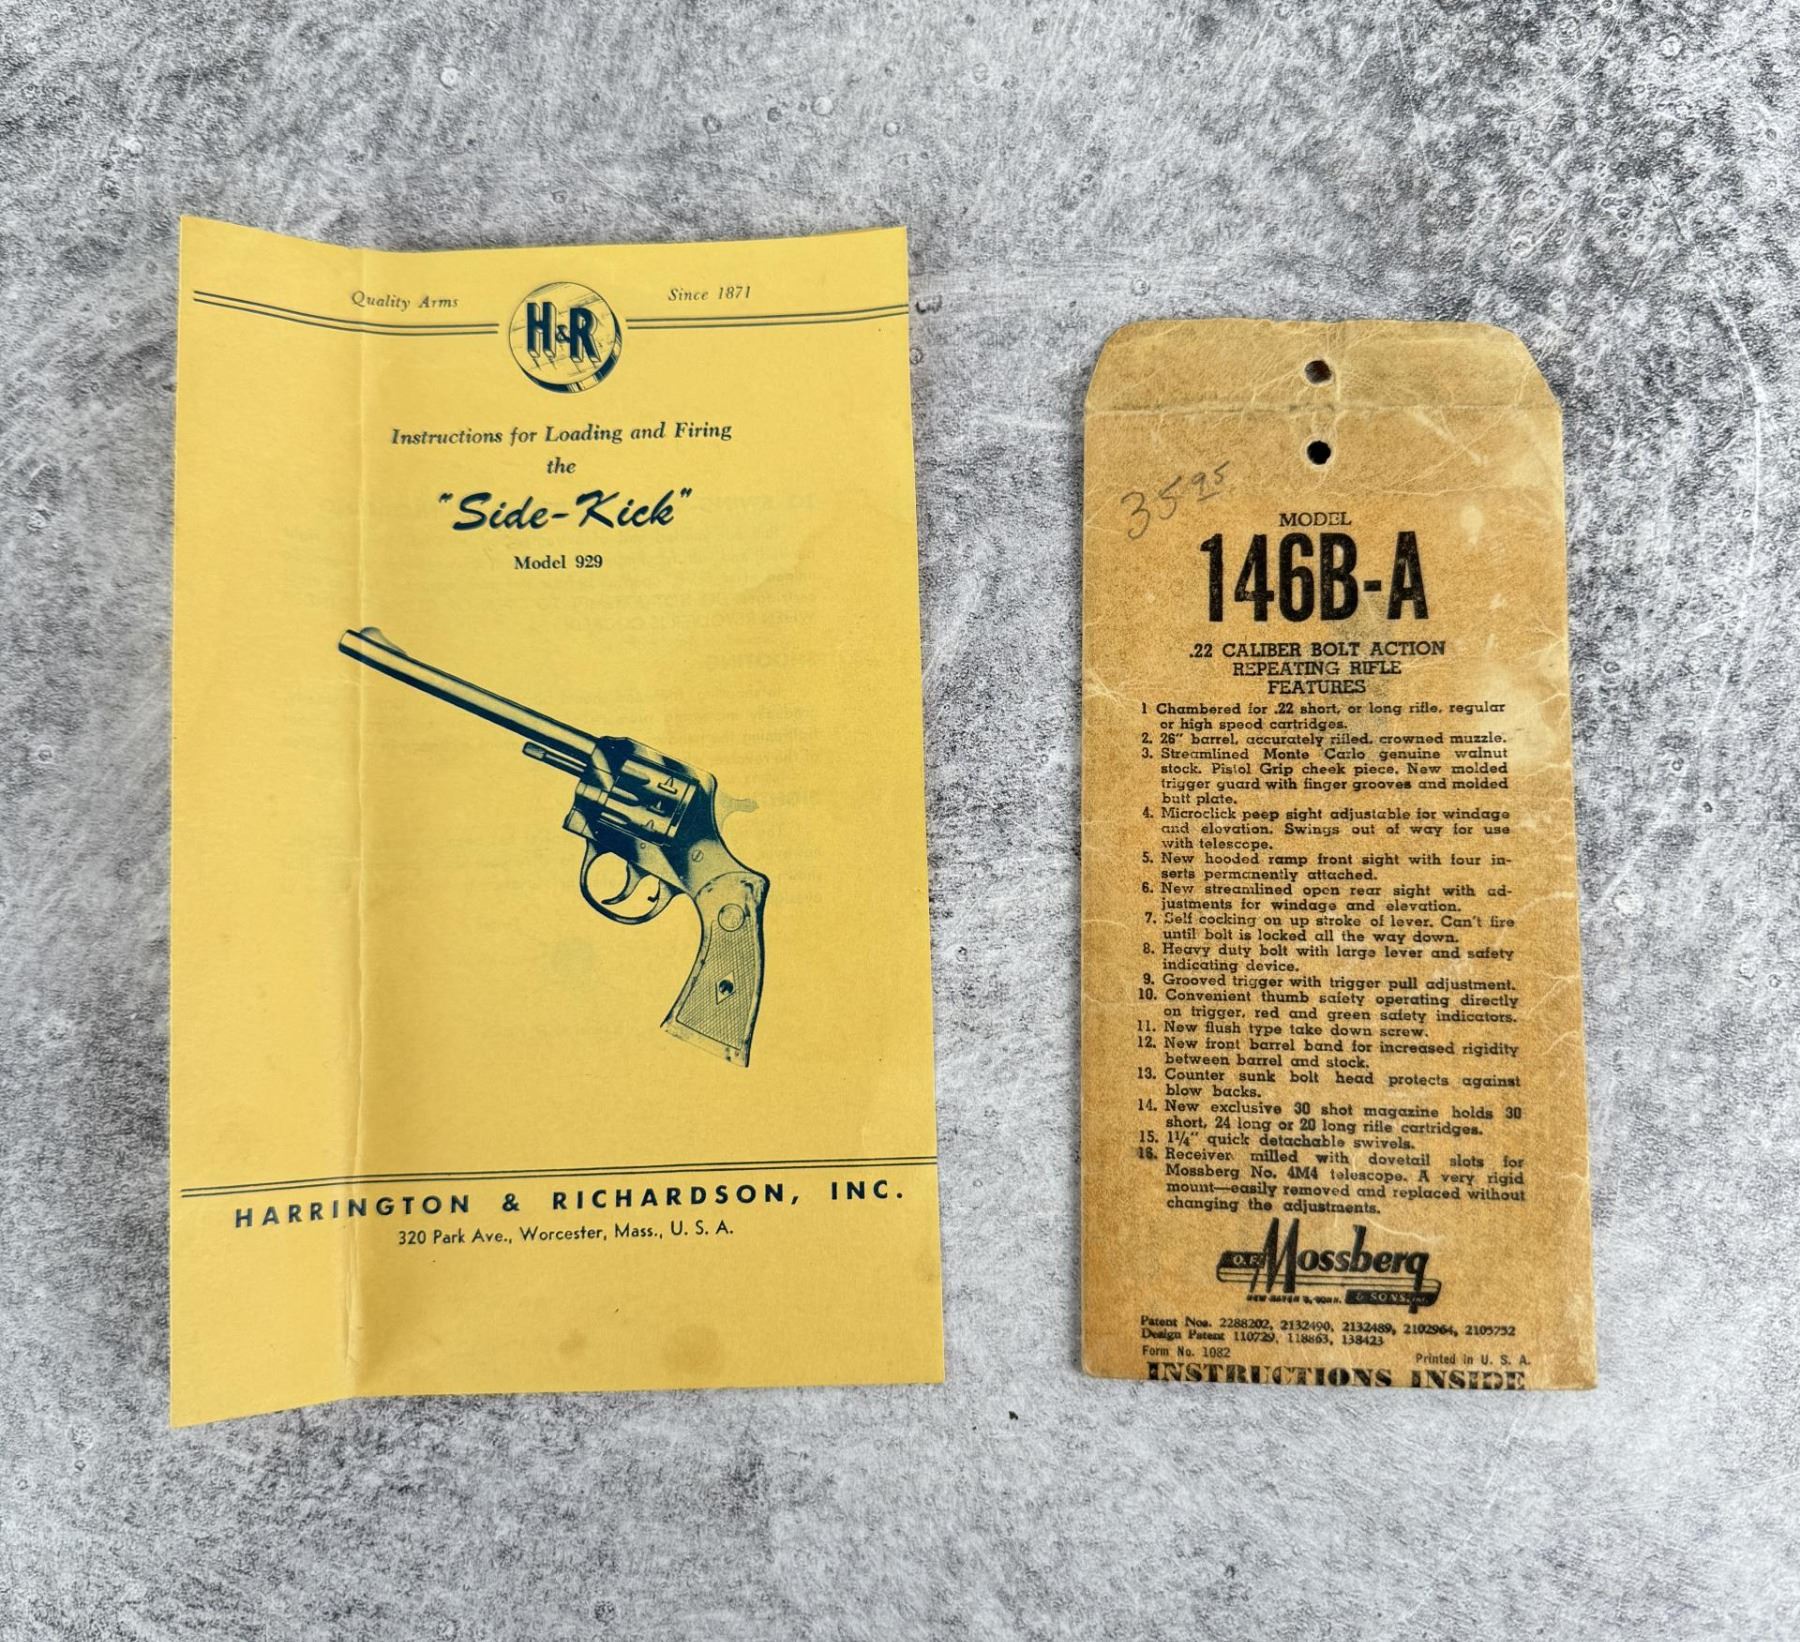 Quality Arms
H&R
Since 1871
Instructions for Loading and Firing
the
"Side-Kick"
Model 929
HARRINGTON & RICHARDSON, INC.
320 Park Ave., Worcester, Mass., U. S. A.
35.95
MODEL
146B-A
.22 CALIBER BOLT ACTION
REPEATING RIFLE
FEATURES
1 Chambered for .22 short, or long rifle, regular
or high speed cartridges.
2. 26" barrel, accurately rifled, crowned muzzle.
3. Streamlined Monte Carlo genuine walnut
stock. Pistol Grip cheek piece. New molded
trigger guard with finger grooves and molded
butt plate.
4. Microclick peep sight adjustable for windage
and elevation. Swings out of way for use
with telescope.
5. New hooded ramp front sight with four in-
serts permanently attached.
6. New streamlined open rear sight with ad-
justments for windage and elevation.
7. Self cocking on up stroke of lever. Can't fire
until bolt is locked all the way down.
8. Heavy duty bolt with large lever and safety
indicating device.
9. Grooved trigger with trigger pull adjustment.
10. Convenient thumb safety operating directly
on trigger, red and green safety indicators.
11. New flush type take down screw.
12. New front barrel band for increased rigidity
between barrel and stock.
13. Counter sunk bolt head protects against
blow backs.
14. New exclusive 30 shot magazine holds 30
short, 24 long or 20 long rifle cartridges.
15. 1¼" quick detachable swivels.
16. Receiver milled with dovetail slots for
Mossberg No. 4M4 telescope. A very rigid
mount—easily removed and replaced without
changing the adjustments.
O.F. Mossberg
NEW HAVEN 5, CONN. & SONS, INC.
Patent Nos. 2288202, 2132490, 2132489, 2102964, 2105752
Design Patent 110729, 118863, 138423
Form No. 1082
Printed in U. S. A.
INSTRUCTIONS INSIDE